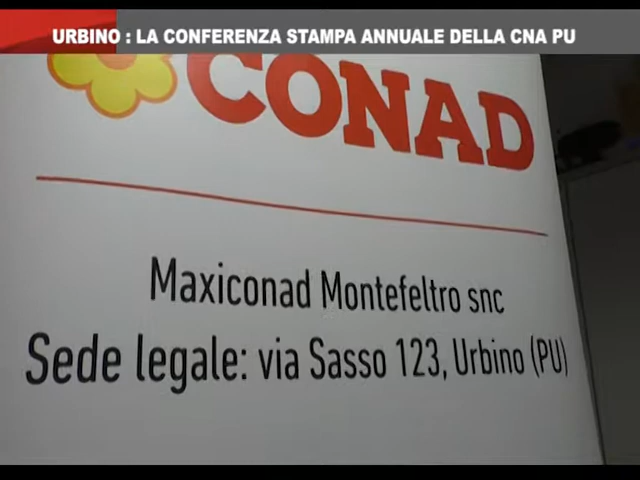 URBINO : LA CONFERENZA STAMPA ANNUALE DELLA CNA PU
CONAD
Maxiconad Montefeltro snc
Sede legale: via Sasso 123, Urbino (PU)